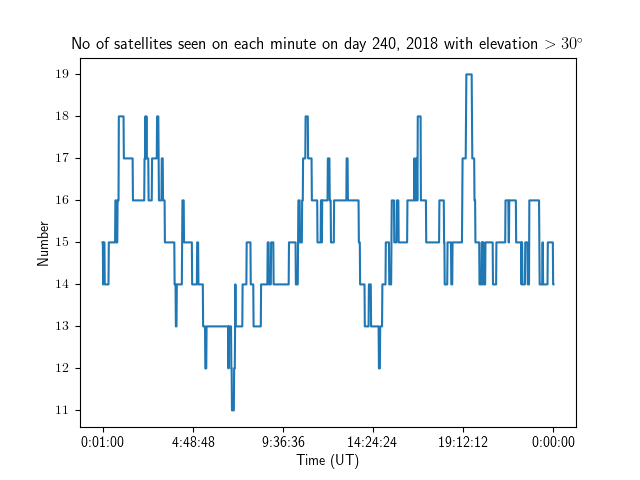 No of satellites seen on each minute on day 240, 2018 with elevation > 30°
19
18
17
16
15
14
13
12
11
Number
0:01:00 4:48:48 9:36:36 14:24:24 19:12:12 0:00:00
Time (UT)